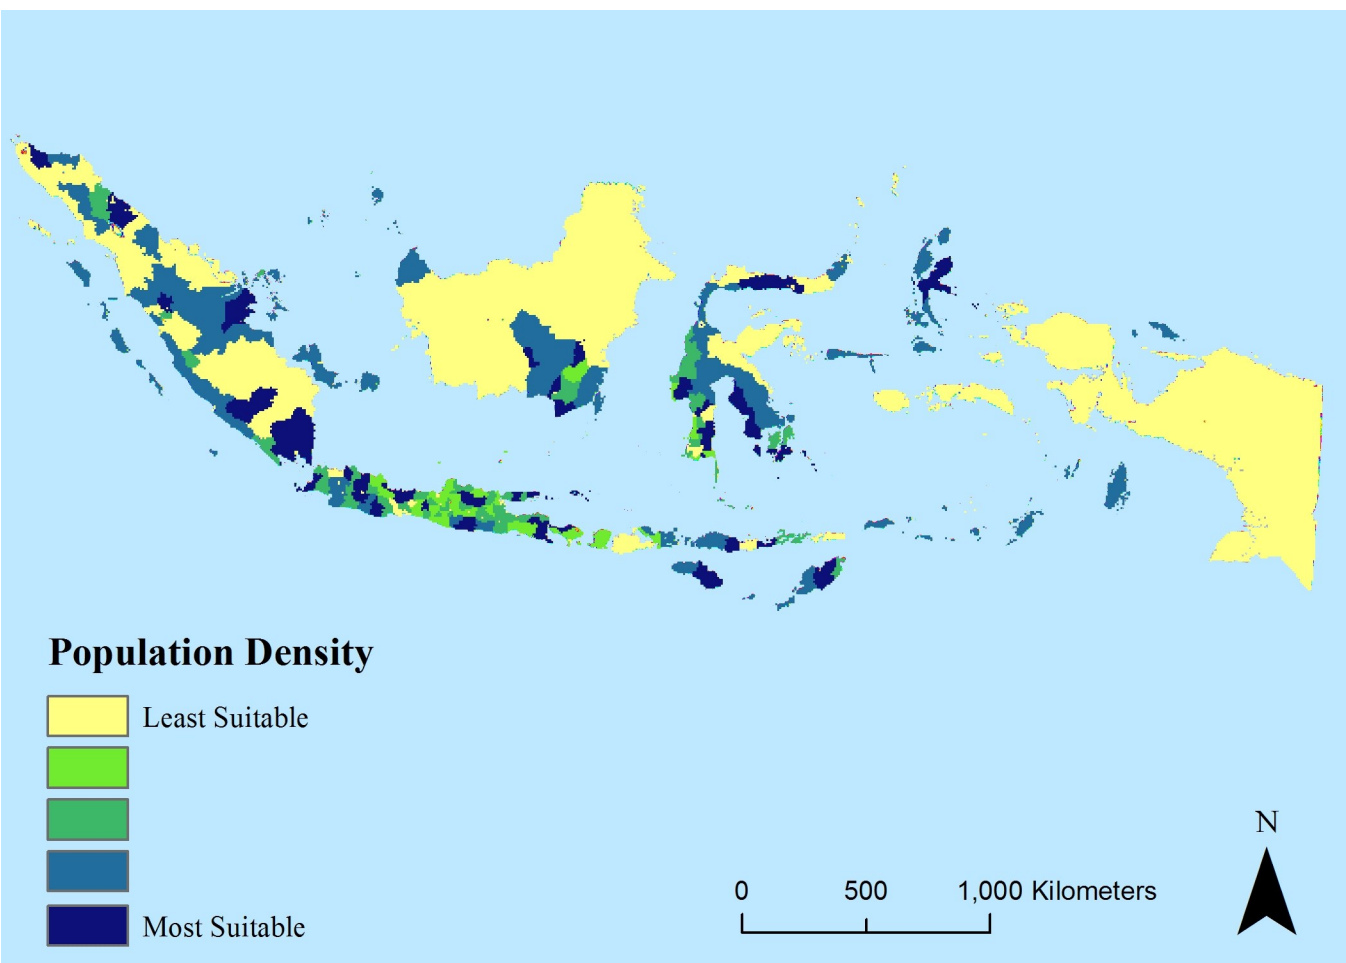 Population Density
Least Suitable
Most Suitable
0 500 1,000 Kilometers
N